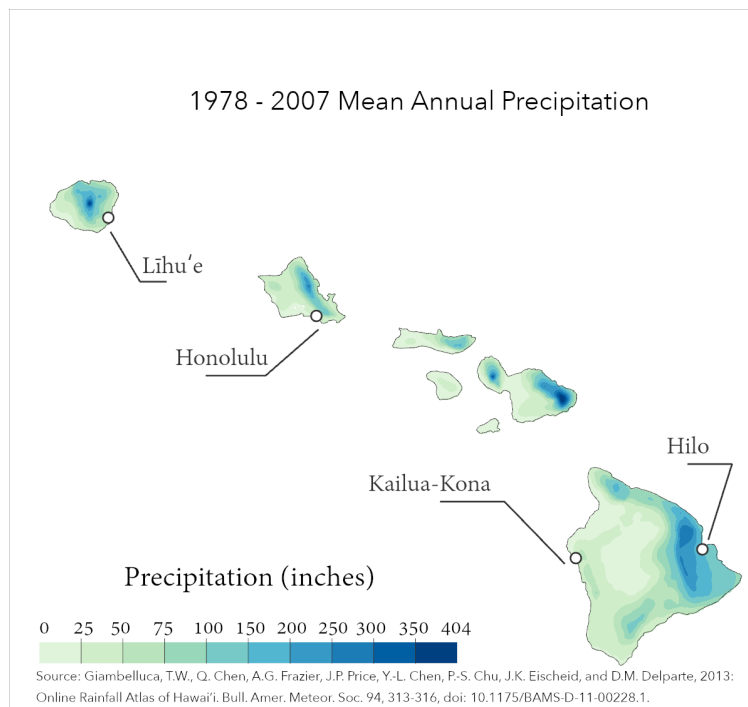 1978 - 2007 Mean Annual Precipitation
Līhuʻe
Honolulu
Hilo
Kailua-Kona
Precipitation (inches)
0 25 50 75 100 150 200 250 300 350 404
Source: Giambelluca, T.W., Q. Chen, A.G. Frazier, J.P. Price, Y.-L. Chen, P.-S. Chu, J.K. Eischeid, and D.M. Delparte, 2013:
Online Rainfall Atlas of Hawai‘i. Bull. Amer. Meteor. Soc. 94, 313-316, doi: 10.1175/BAMS-D-11-00228.1.